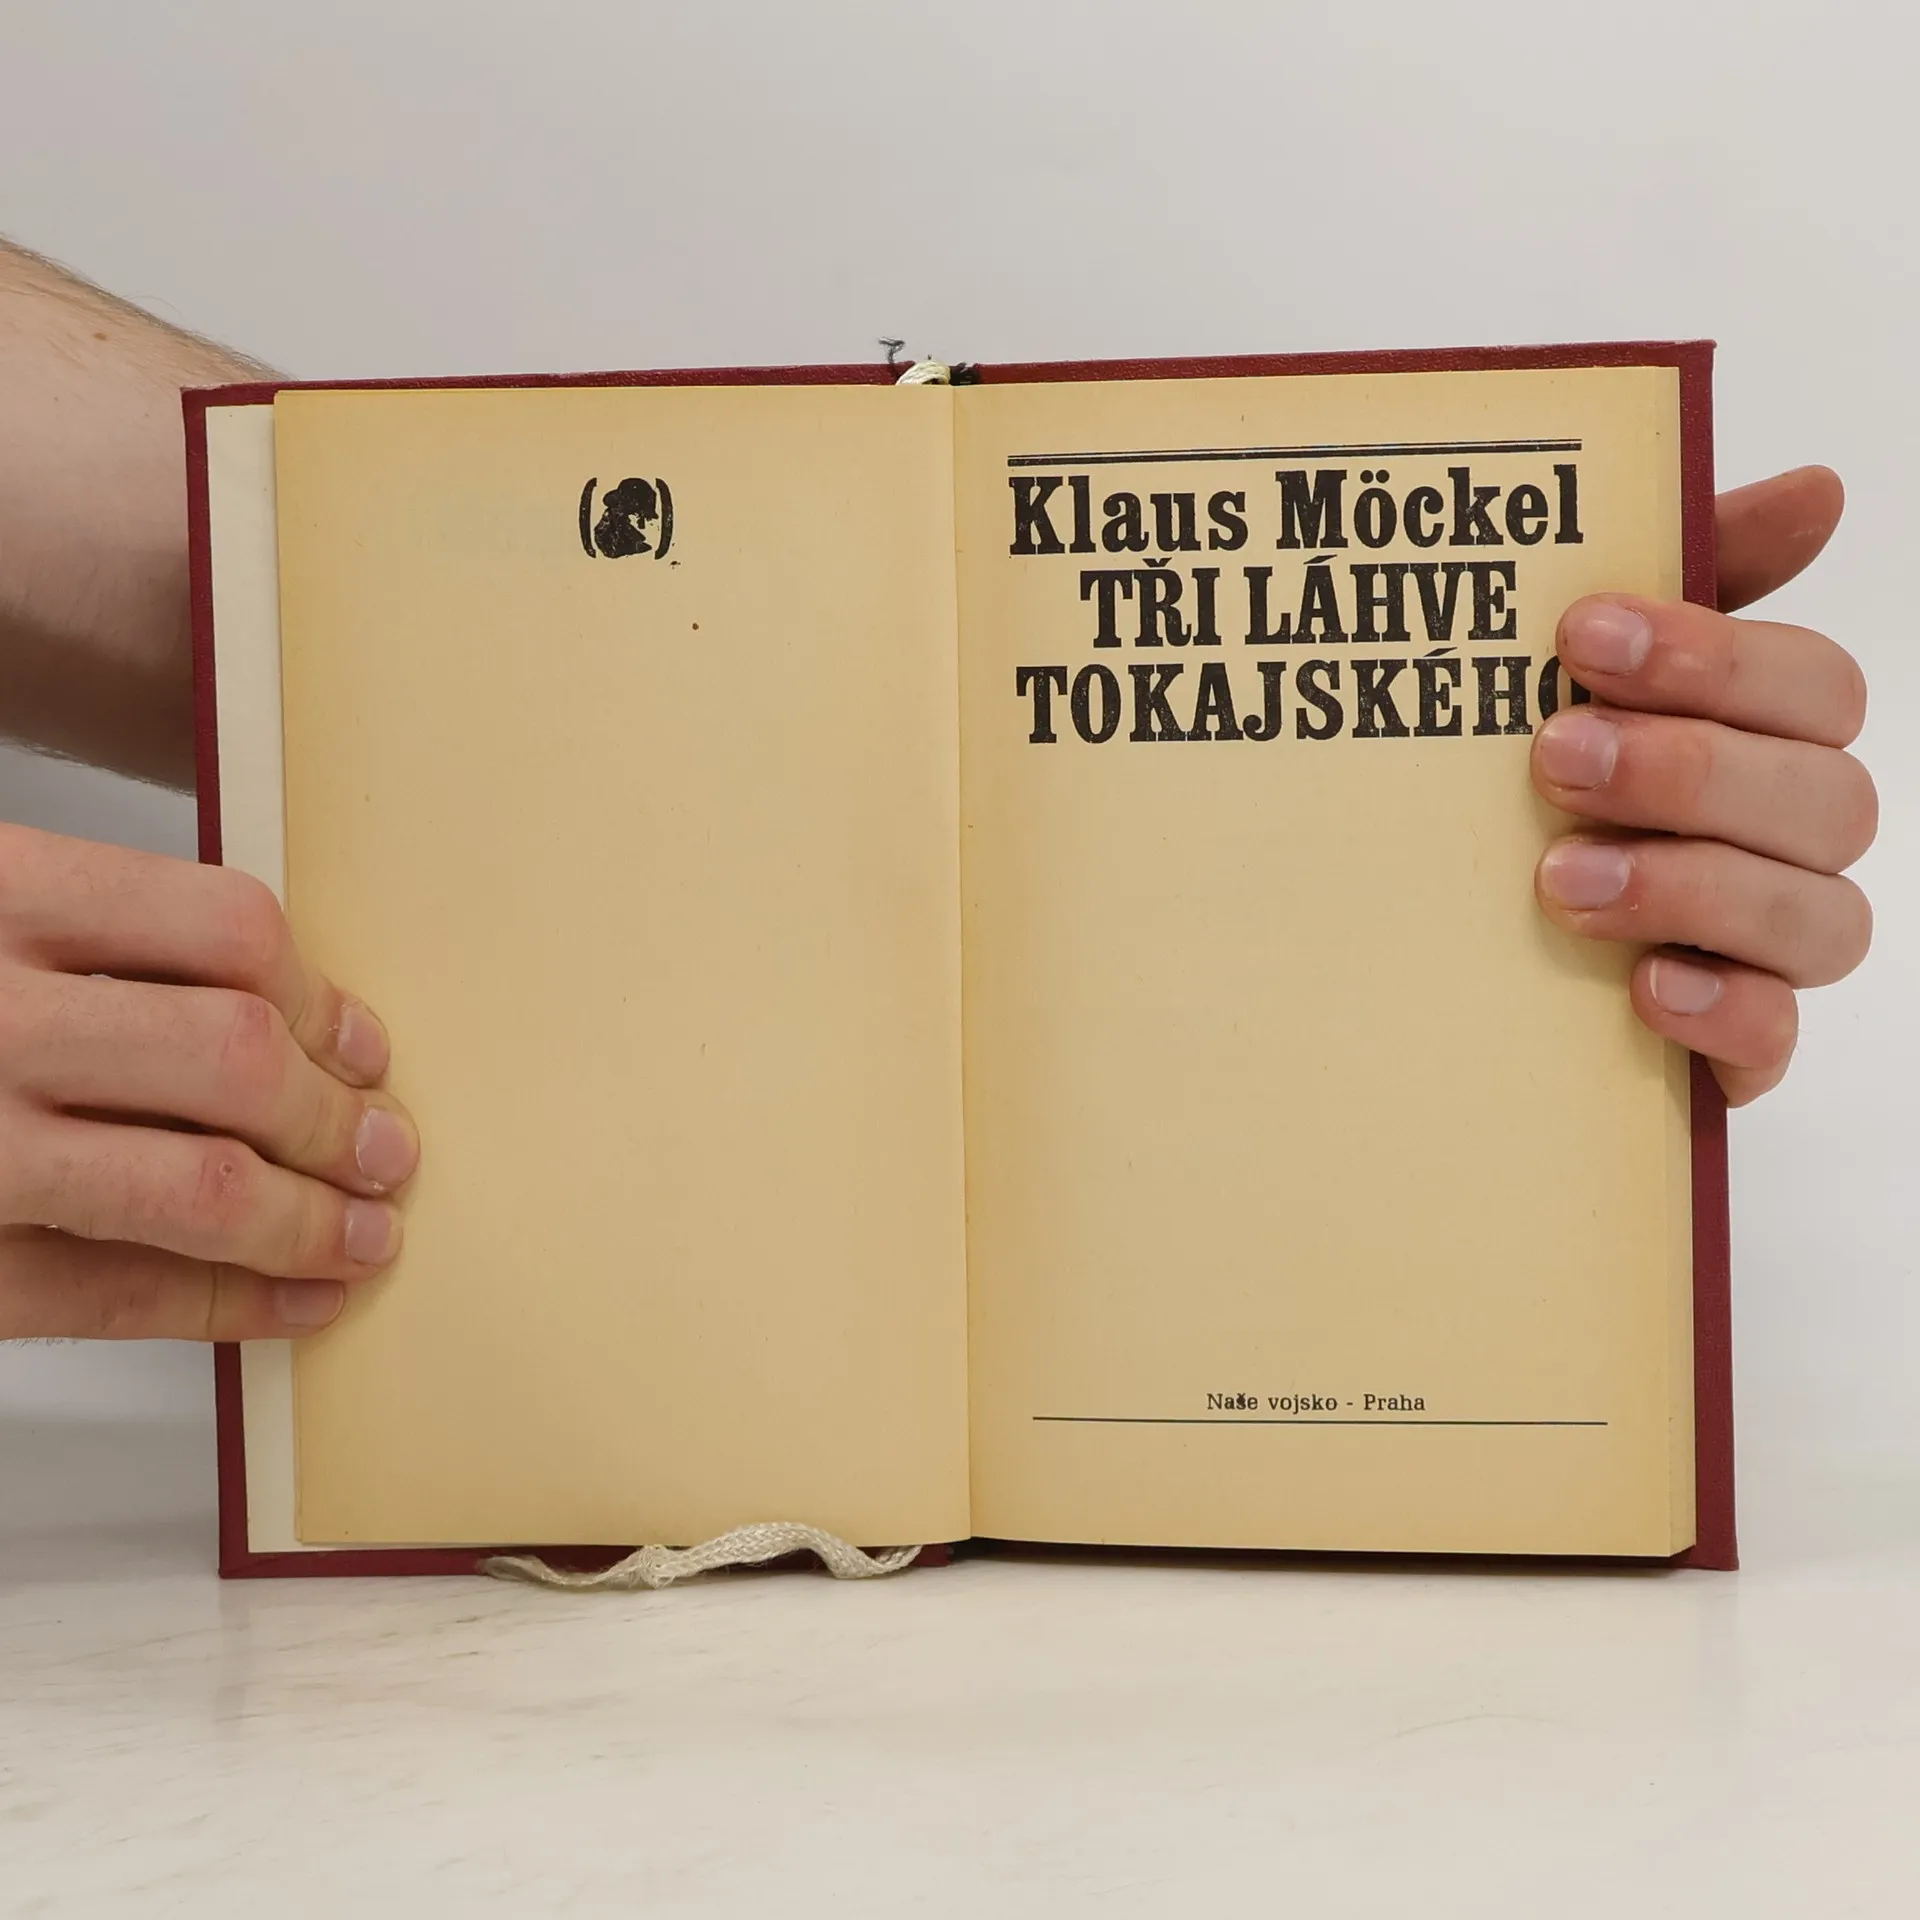 Klaus Möckel
TŘI LÁHVE
TOKAJSKÉHO
Naše vojsko - Praha